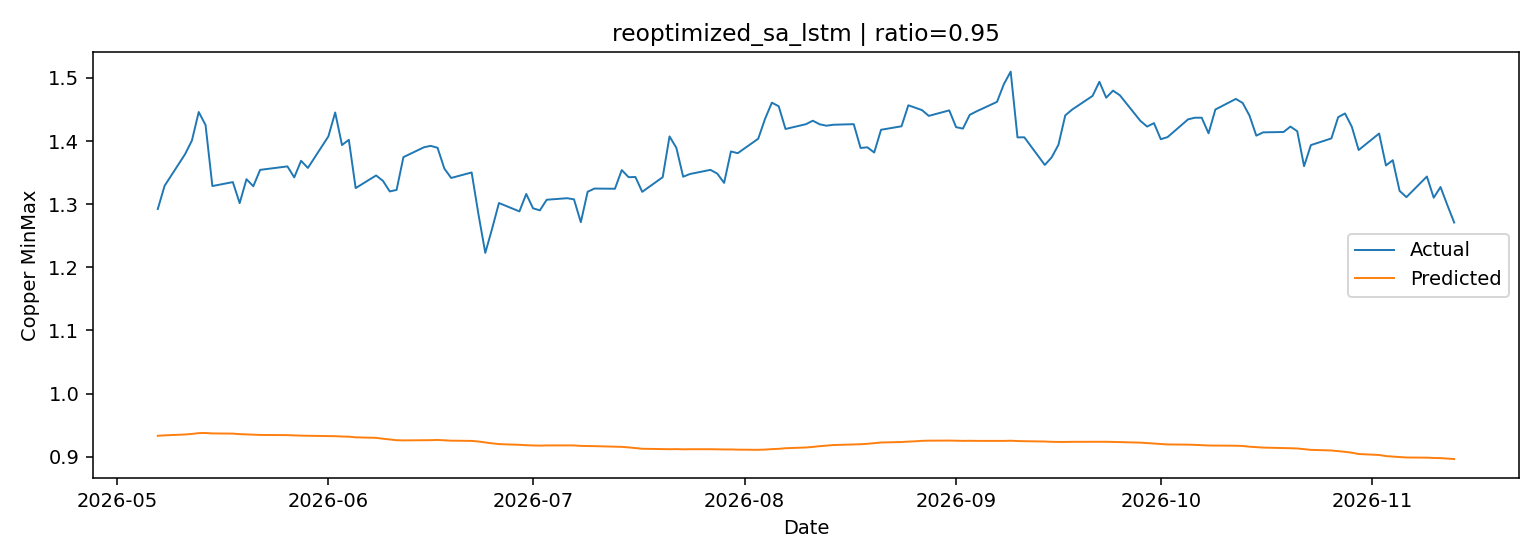 reoptimized_sa_lstm | ratio=0.95
Copper MinMax
1.5
1.4
1.3
1.2
1.1
1.0
0.9
Actual
Predicted
2026-05
2026-06
2026-07
2026-08
2026-09
2026-10
2026-11
Date